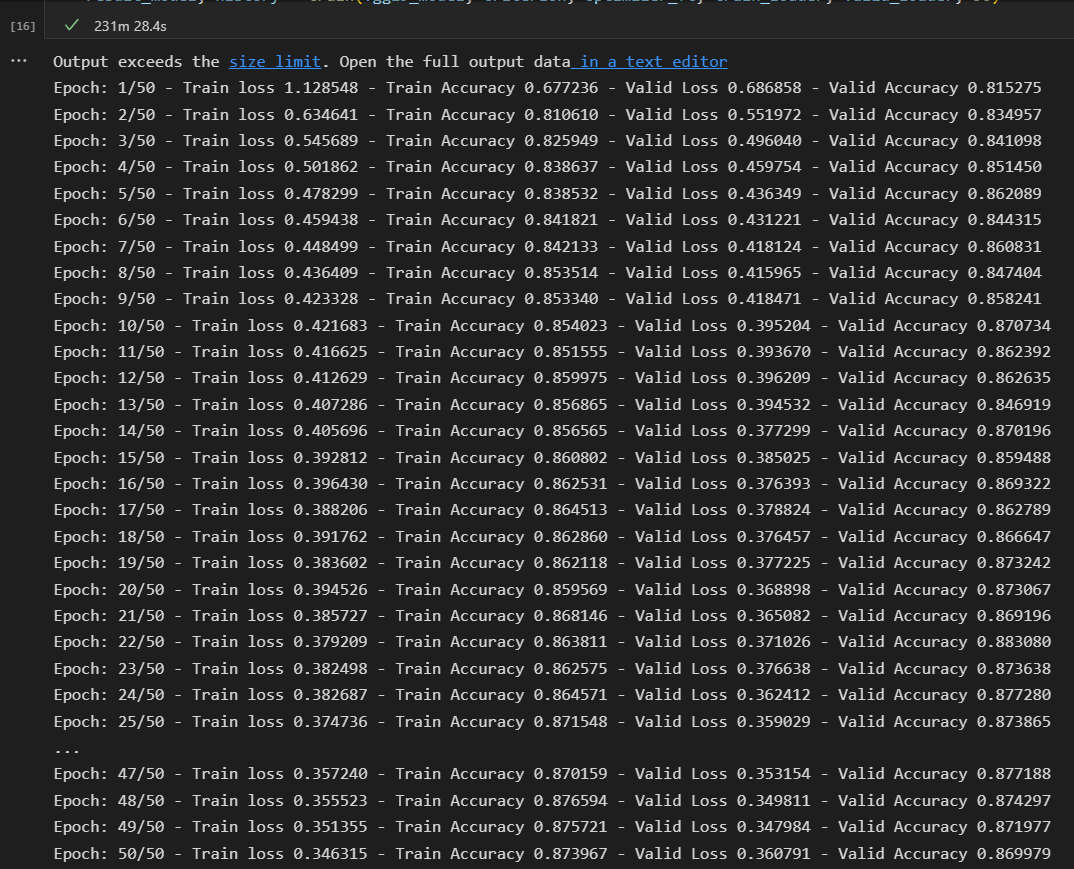 [16] 231m 28.4s
... Output exceeds the size limit. Open the full output data in a text editor
Epoch: 1/50 - Train loss 1.128548 - Train Accuracy 0.677236 - Valid Loss 0.686858 - Valid Accuracy 0.815275
Epoch: 2/50 - Train loss 0.634641 - Train Accuracy 0.810610 - Valid Loss 0.551972 - Valid Accuracy 0.834957
Epoch: 3/50 - Train loss 0.545689 - Train Accuracy 0.825949 - Valid Loss 0.496040 - Valid Accuracy 0.841098
Epoch: 4/50 - Train loss 0.501862 - Train Accuracy 0.838637 - Valid Loss 0.459754 - Valid Accuracy 0.851450
Epoch: 5/50 - Train loss 0.478299 - Train Accuracy 0.838532 - Valid Loss 0.436349 - Valid Accuracy 0.862089
Epoch: 6/50 - Train loss 0.459438 - Train Accuracy 0.841821 - Valid Loss 0.431221 - Valid Accuracy 0.844315
Epoch: 7/50 - Train loss 0.448499 - Train Accuracy 0.842133 - Valid Loss 0.418124 - Valid Accuracy 0.860831
Epoch: 8/50 - Train loss 0.436409 - Train Accuracy 0.853514 - Valid Loss 0.415965 - Valid Accuracy 0.847404
Epoch: 9/50 - Train loss 0.423328 - Train Accuracy 0.853340 - Valid Loss 0.418471 - Valid Accuracy 0.858241
Epoch: 10/50 - Train loss 0.421683 - Train Accuracy 0.854023 - Valid Loss 0.395204 - Valid Accuracy 0.870734
Epoch: 11/50 - Train loss 0.416625 - Train Accuracy 0.851555 - Valid Loss 0.393670 - Valid Accuracy 0.862392
Epoch: 12/50 - Train loss 0.412629 - Train Accuracy 0.859975 - Valid Loss 0.396209 - Valid Accuracy 0.862635
Epoch: 13/50 - Train loss 0.407286 - Train Accuracy 0.856865 - Valid Loss 0.394532 - Valid Accuracy 0.846919
Epoch: 14/50 - Train loss 0.405696 - Train Accuracy 0.856565 - Valid Loss 0.377299 - Valid Accuracy 0.870196
Epoch: 15/50 - Train loss 0.392812 - Train Accuracy 0.860802 - Valid Loss 0.385025 - Valid Accuracy 0.859488
Epoch: 16/50 - Train loss 0.396430 - Train Accuracy 0.862531 - Valid Loss 0.376393 - Valid Accuracy 0.869322
Epoch: 17/50 - Train loss 0.388206 - Train Accuracy 0.864513 - Valid Loss 0.378824 - Valid Accuracy 0.862789
Epoch: 18/50 - Train loss 0.391762 - Train Accuracy 0.862860 - Valid Loss 0.376457 - Valid Accuracy 0.866647
Epoch: 19/50 - Train loss 0.383602 - Train Accuracy 0.862118 - Valid Loss 0.377225 - Valid Accuracy 0.873242
Epoch: 20/50 - Train loss 0.394526 - Train Accuracy 0.859569 - Valid Loss 0.368898 - Valid Accuracy 0.873067
Epoch: 21/50 - Train loss 0.385727 - Train Accuracy 0.868146 - Valid Loss 0.365082 - Valid Accuracy 0.869196
Epoch: 22/50 - Train loss 0.379209 - Train Accuracy 0.863811 - Valid Loss 0.371026 - Valid Accuracy 0.883080
Epoch: 23/50 - Train loss 0.382498 - Train Accuracy 0.862575 - Valid Loss 0.376638 - Valid Accuracy 0.873638
Epoch: 24/50 - Train loss 0.382687 - Train Accuracy 0.864571 - Valid Loss 0.362412 - Valid Accuracy 0.877280
Epoch: 25/50 - Train loss 0.374736 - Train Accuracy 0.871548 - Valid Loss 0.359029 - Valid Accuracy 0.873865
...
Epoch: 47/50 - Train loss 0.357240 - Train Accuracy 0.870159 - Valid Loss 0.353154 - Valid Accuracy 0.877188
Epoch: 48/50 - Train loss 0.355523 - Train Accuracy 0.876594 - Valid Loss 0.349811 - Valid Accuracy 0.874297
Epoch: 49/50 - Train loss 0.351355 - Train Accuracy 0.875721 - Valid Loss 0.347984 - Valid Accuracy 0.871977
Epoch: 50/50 - Train loss 0.346315 - Train Accuracy 0.873967 - Valid Loss 0.360791 - Valid Accuracy 0.869979